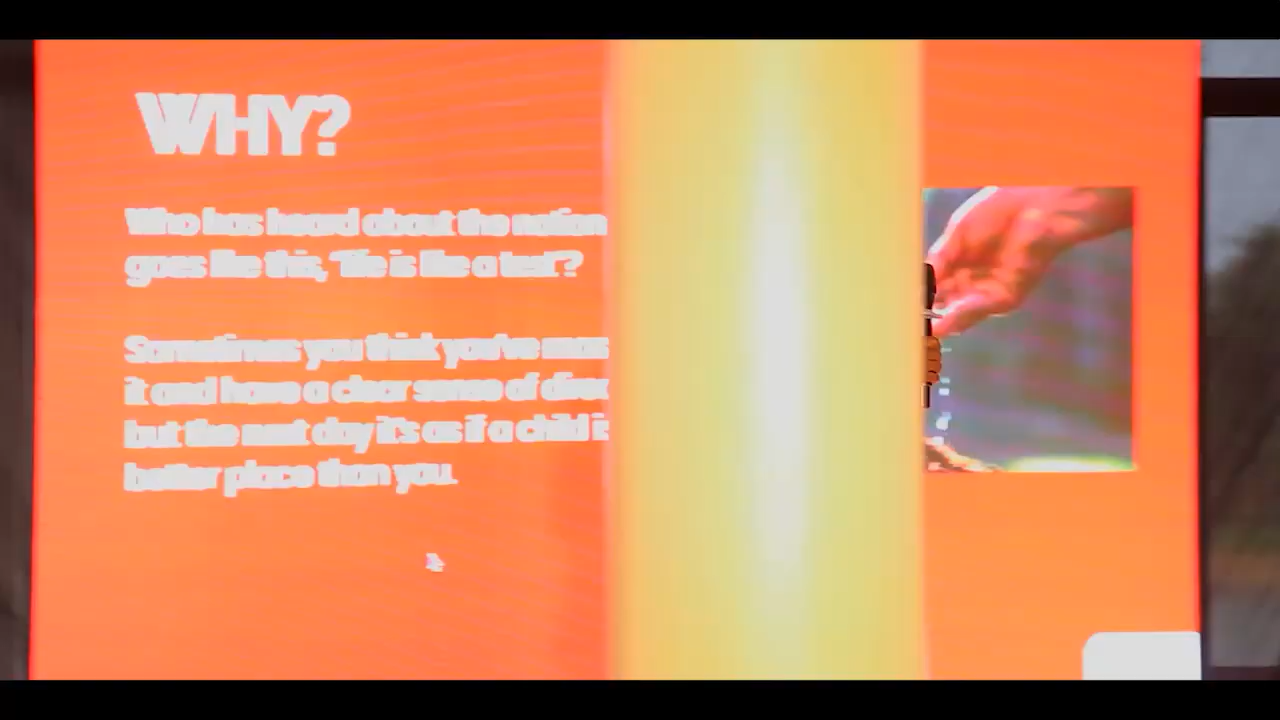 WHY?
Who has heard about the notion
goes like this, "life is like a test"?
Sometimes you think you've
it and have a clear sense of
but the next day it's as if a child
better place than you.